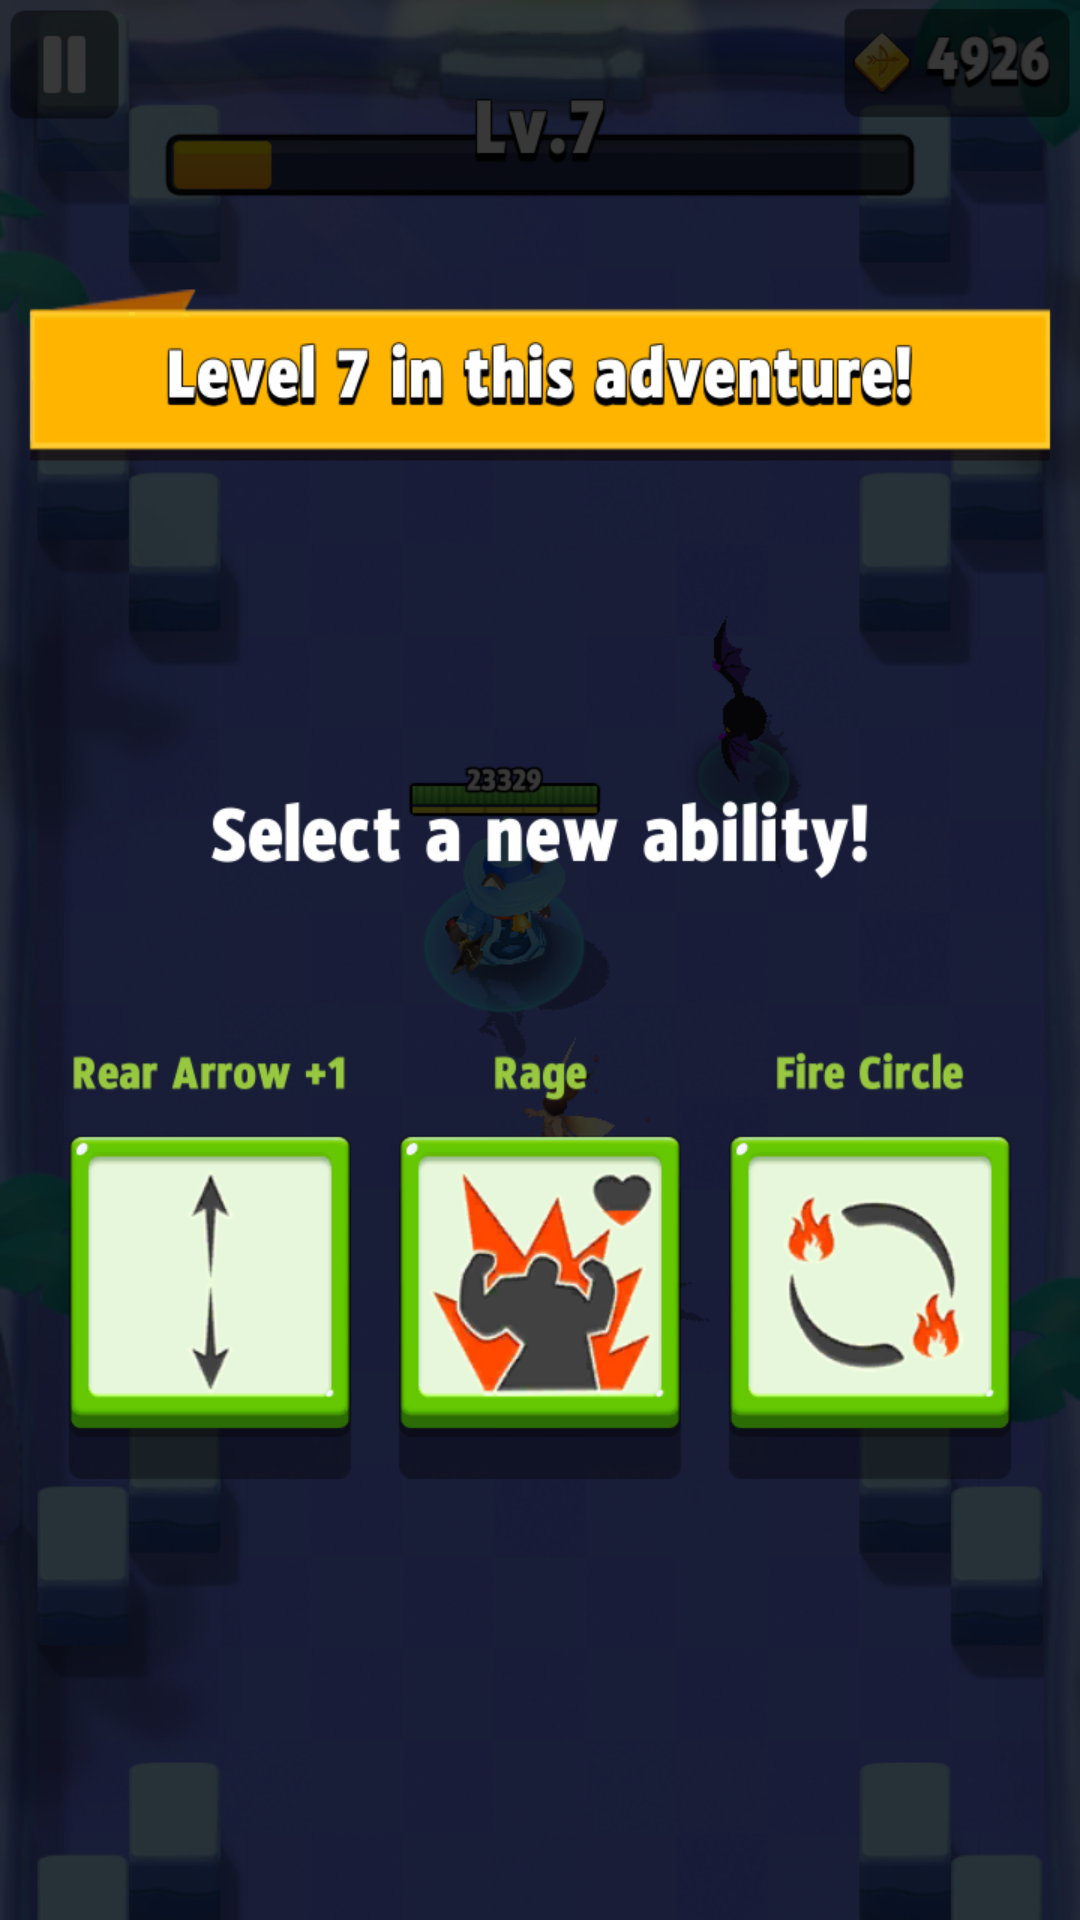 4926
Lv.7
Level 7 in this adventure!
23329
Select a new ability!
Rear Arrow +1
Rage
Fire Circle